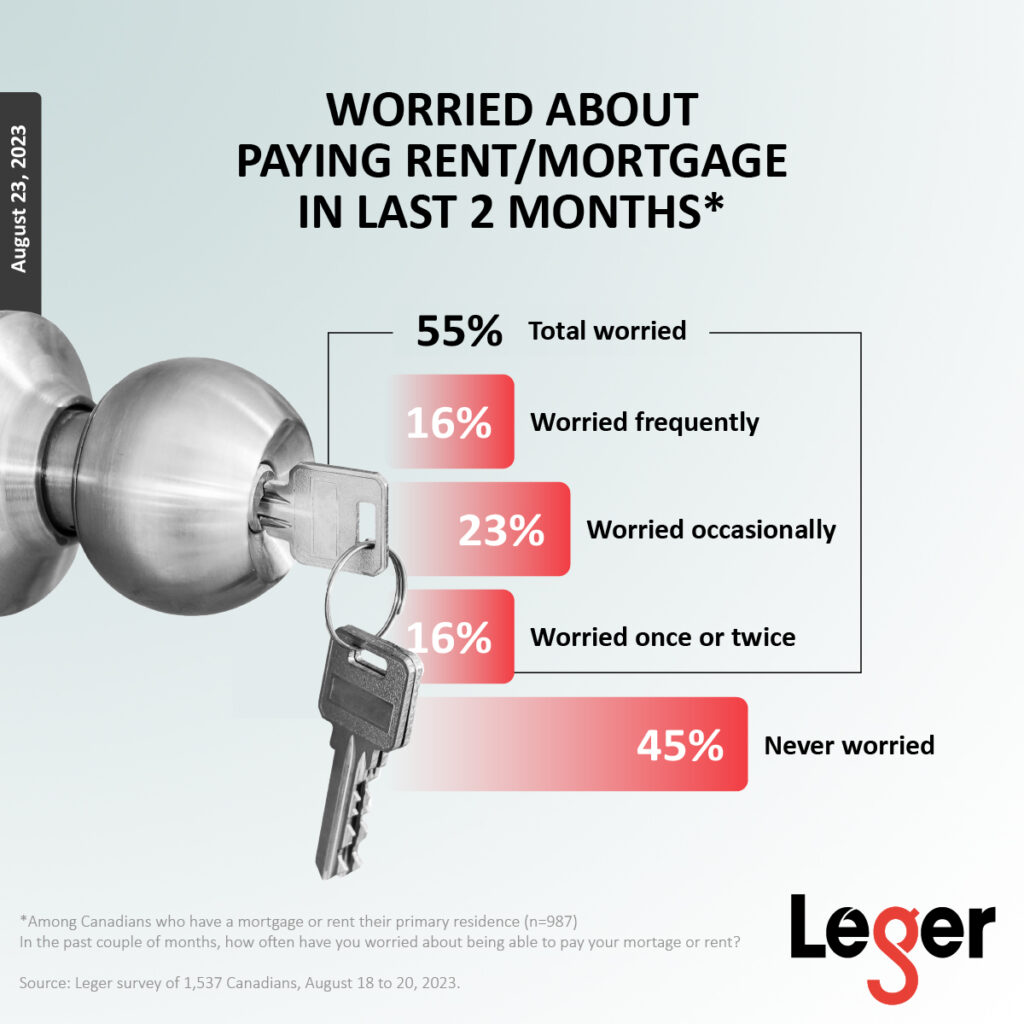 August 23, 2023
WORRIED ABOUT
PAYING RENT/MORTGAGE
IN LAST 2 MONTHS*
55% Total worried
16% Worried frequently
23% Worried occasionally
16% Worried once or twice
45% Never worried
*Among Canadians who have a mortgage or rent their primary residence (n=987)
In the past couple of months, how often have you worried about being able to pay your mortage or rent?
Source: Leger survey of 1,537 Canadians, August 18 to 20, 2023.
Leger